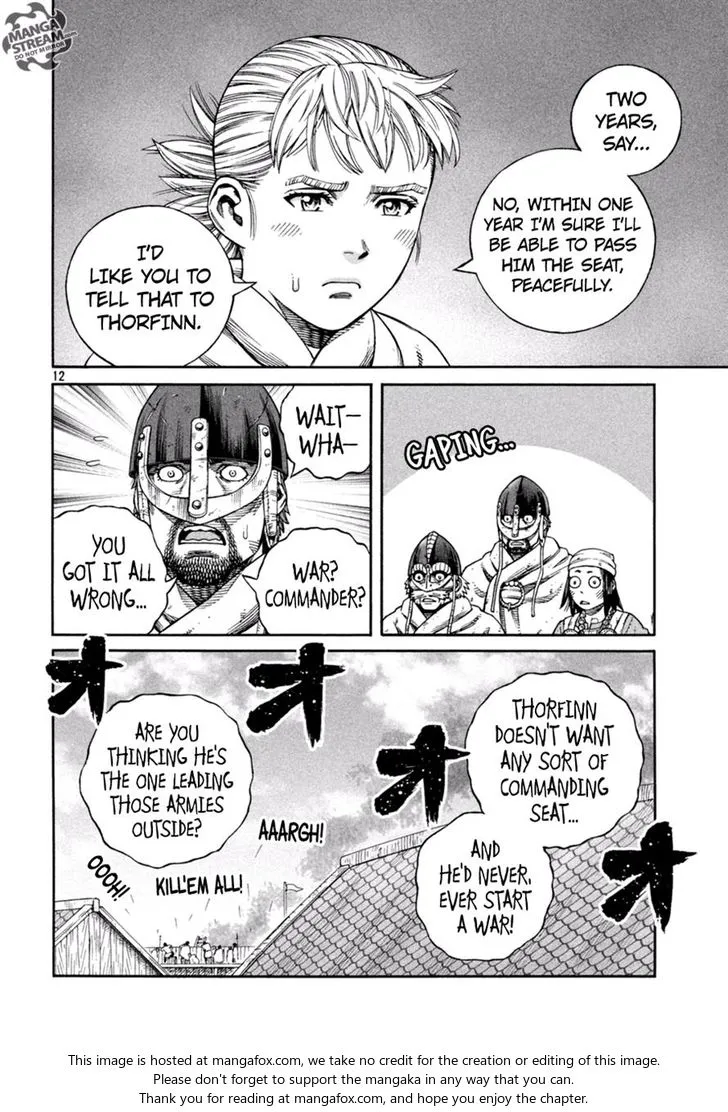 MANGA
STREAM
DO NOT MIRROR
TWO
YEARS,
SAY...
NO, WITHIN ONE
YEAR I'M SURE I'LL
BE ABLE TO PASS
HIM THE SEAT,
PEACEFULLY.
I'D
LIKE YOU TO
TELL THAT TO
THORFINN.
12
WAIT—
WHA—
YOU
GOT IT ALL
WRONG...
WAR?
COMMANDER?
GAPING...
オ
オ
オ
オ
ARE YOU
THINKING HE'S
THE ONE LEADING
THOSE ARMIES
OUTSIDE?
THORFINN
DOESN'T WANT
ANY SORT OF
COMMANDING
SEAT...
AND
HE'D NEVER,
EVER START
A WAR!
AAARGH!
OOOH!
KILL'EM ALL!
This image is hosted at mangafox.com, we take no credit for the creation or editing of this image.
Please don't forget to support the mangaka in any way that you can.
Thank you for reading at mangafox.com, and hope you enjoy the chapter.